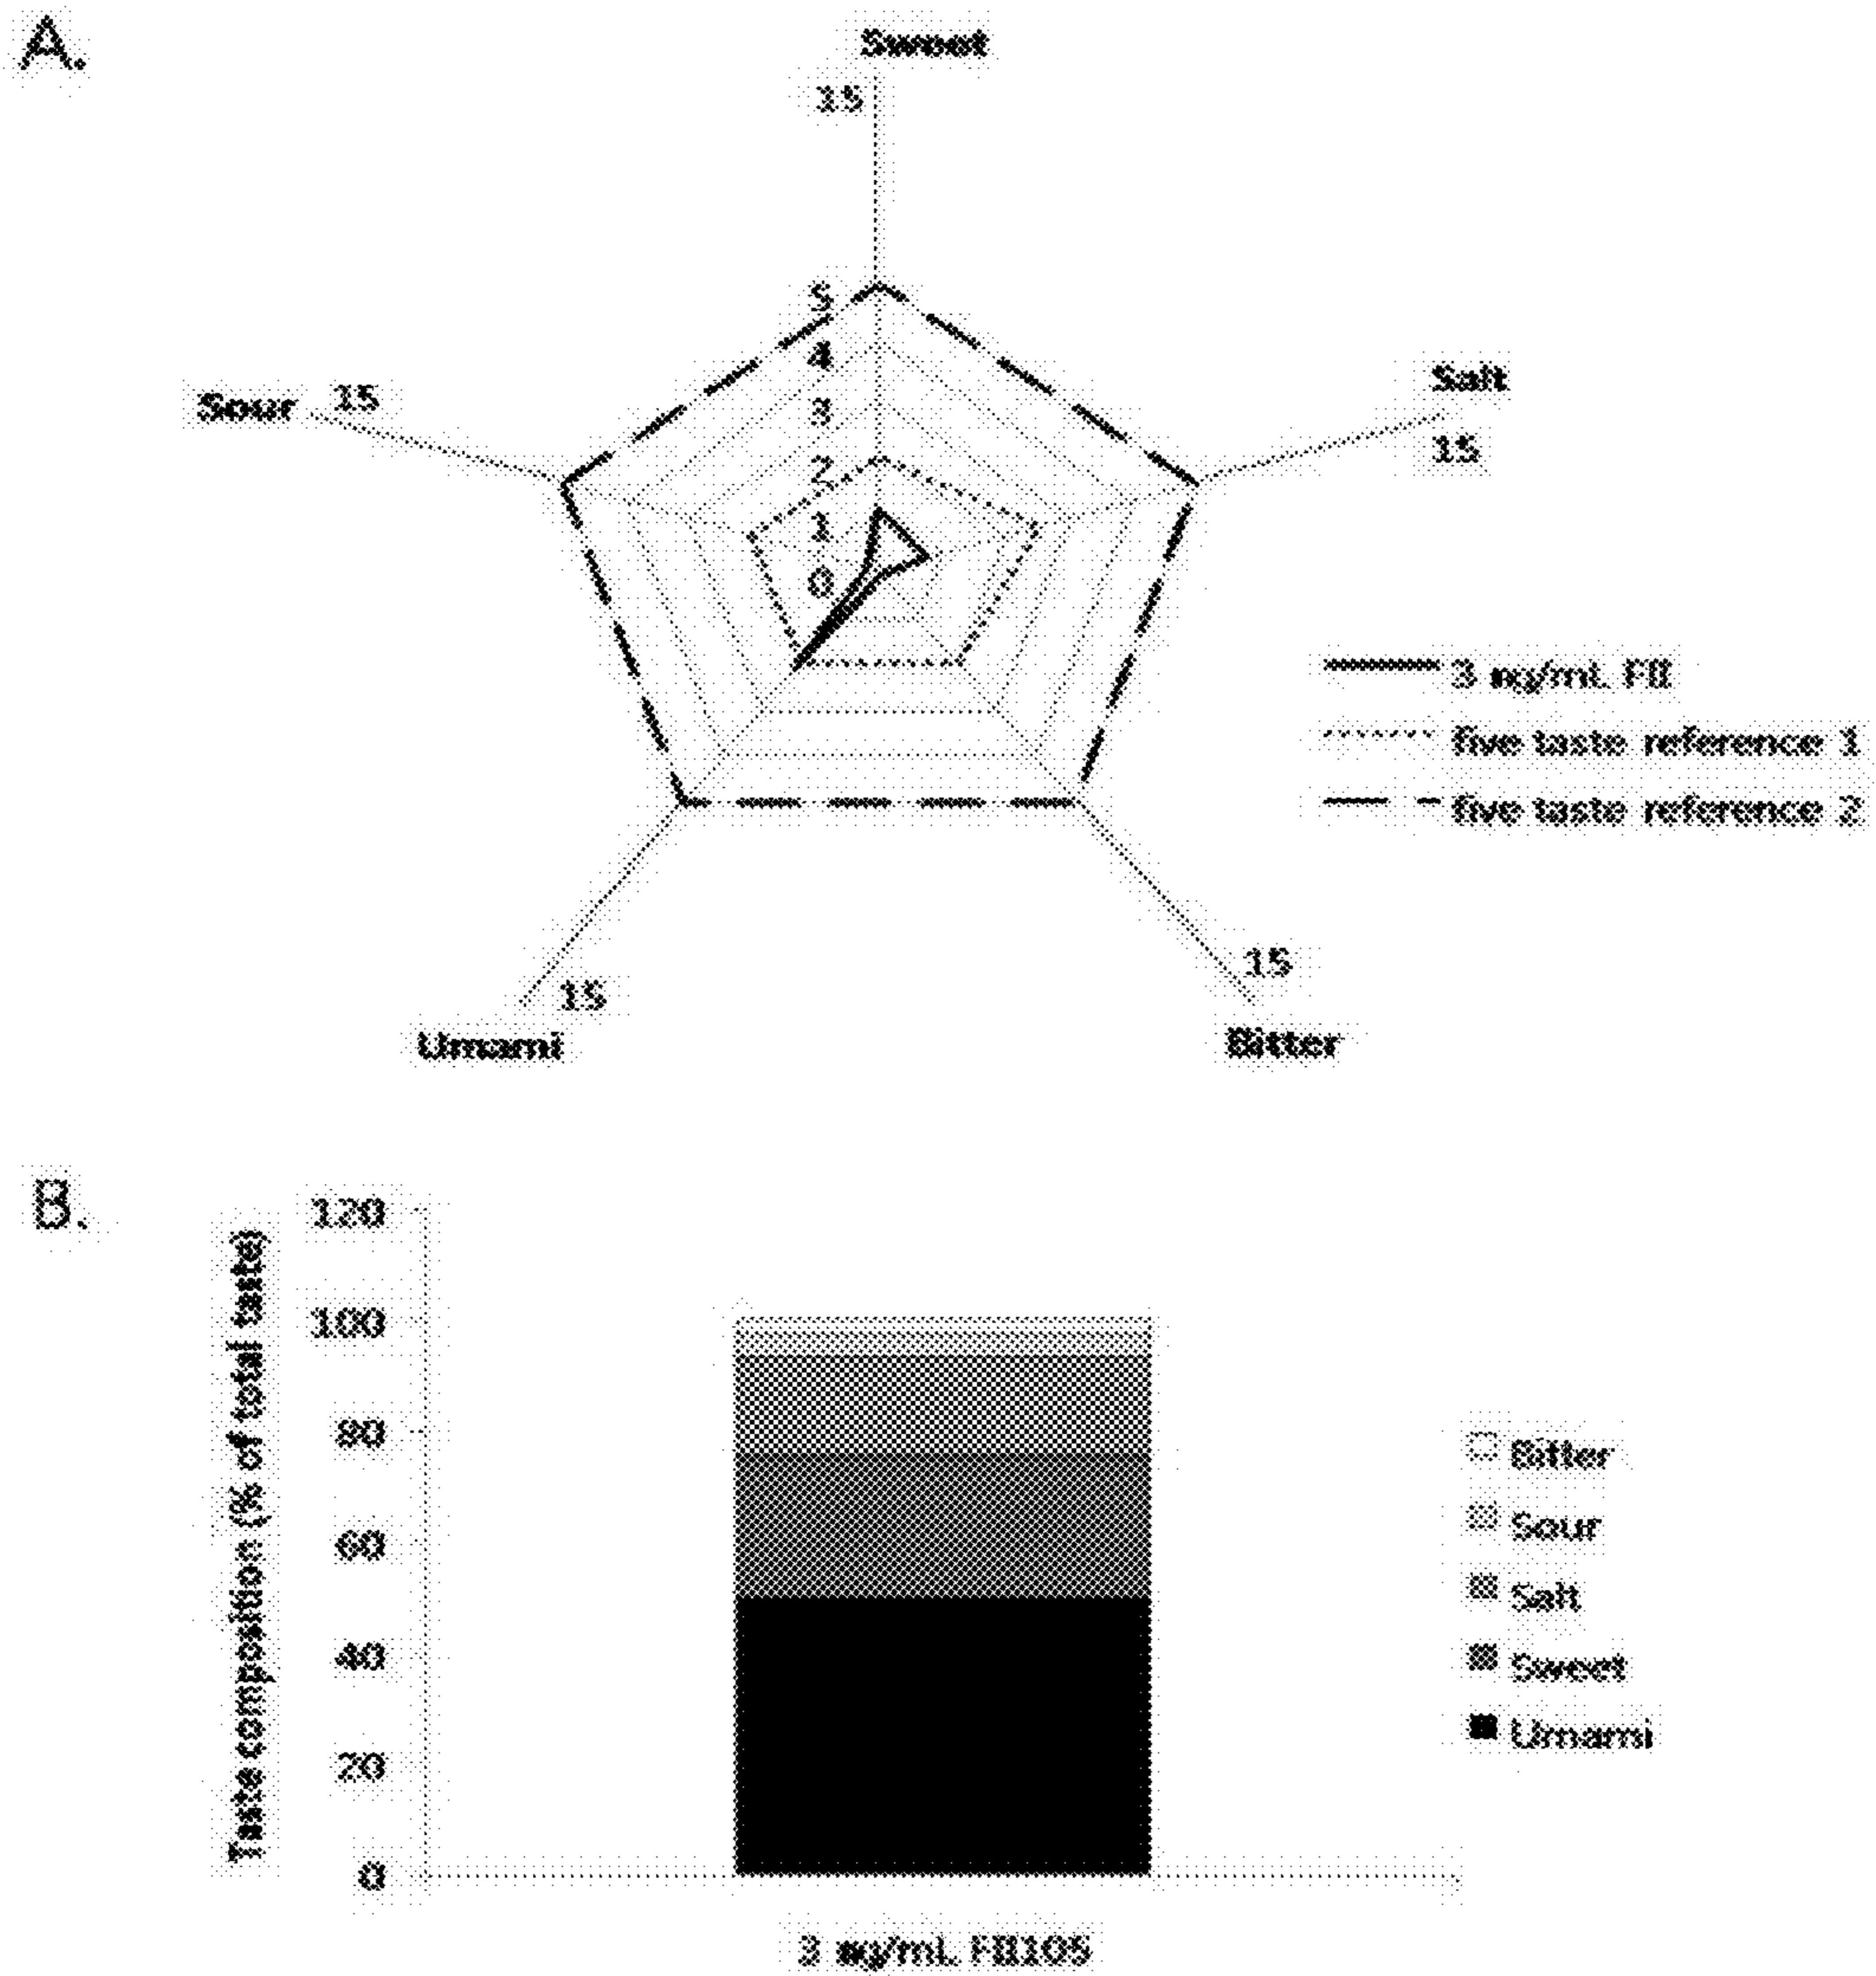 A.
Sweet
15
5
4
3
2
1
0
Sour 15
Salt
15
3 mg/mL FII
five taste reference 1
five taste reference 2
15
Umami
15
Bitter
B.
Taste composition (% of total taste)
120
100
80
60
40
20
0
Bitter
Sour
Salt
Sweet
Umami
3 mg/mL FII105